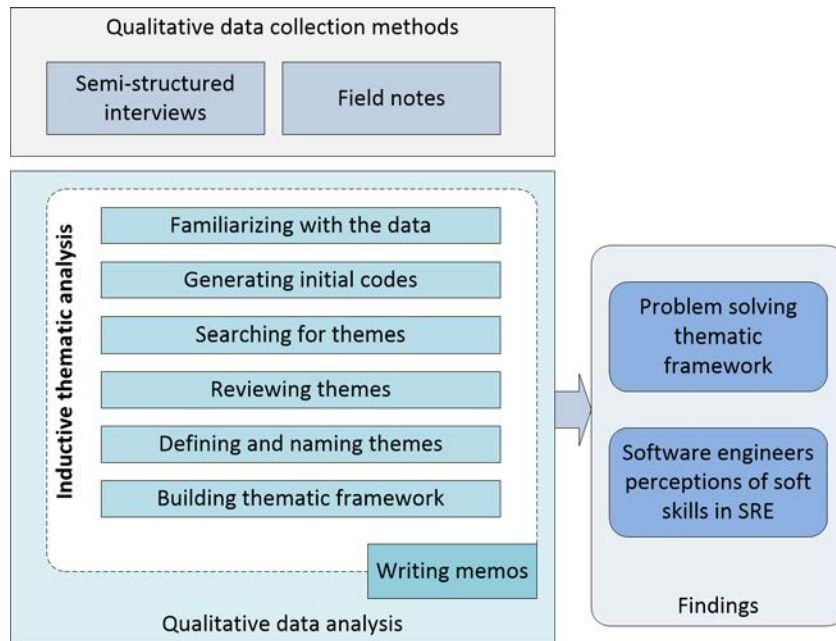 Qualitative data collection methods
Semi-structured
interviews
Field notes
Inductive thematic analysis
Familiarizing with the data
Generating initial codes
Searching for themes
Reviewing themes
Defining and naming themes
Building thematic framework
Writing memos
Qualitative data analysis
Problem solving
thematic
framework
Software engineers
perceptions of soft
skills in SRE
Findings